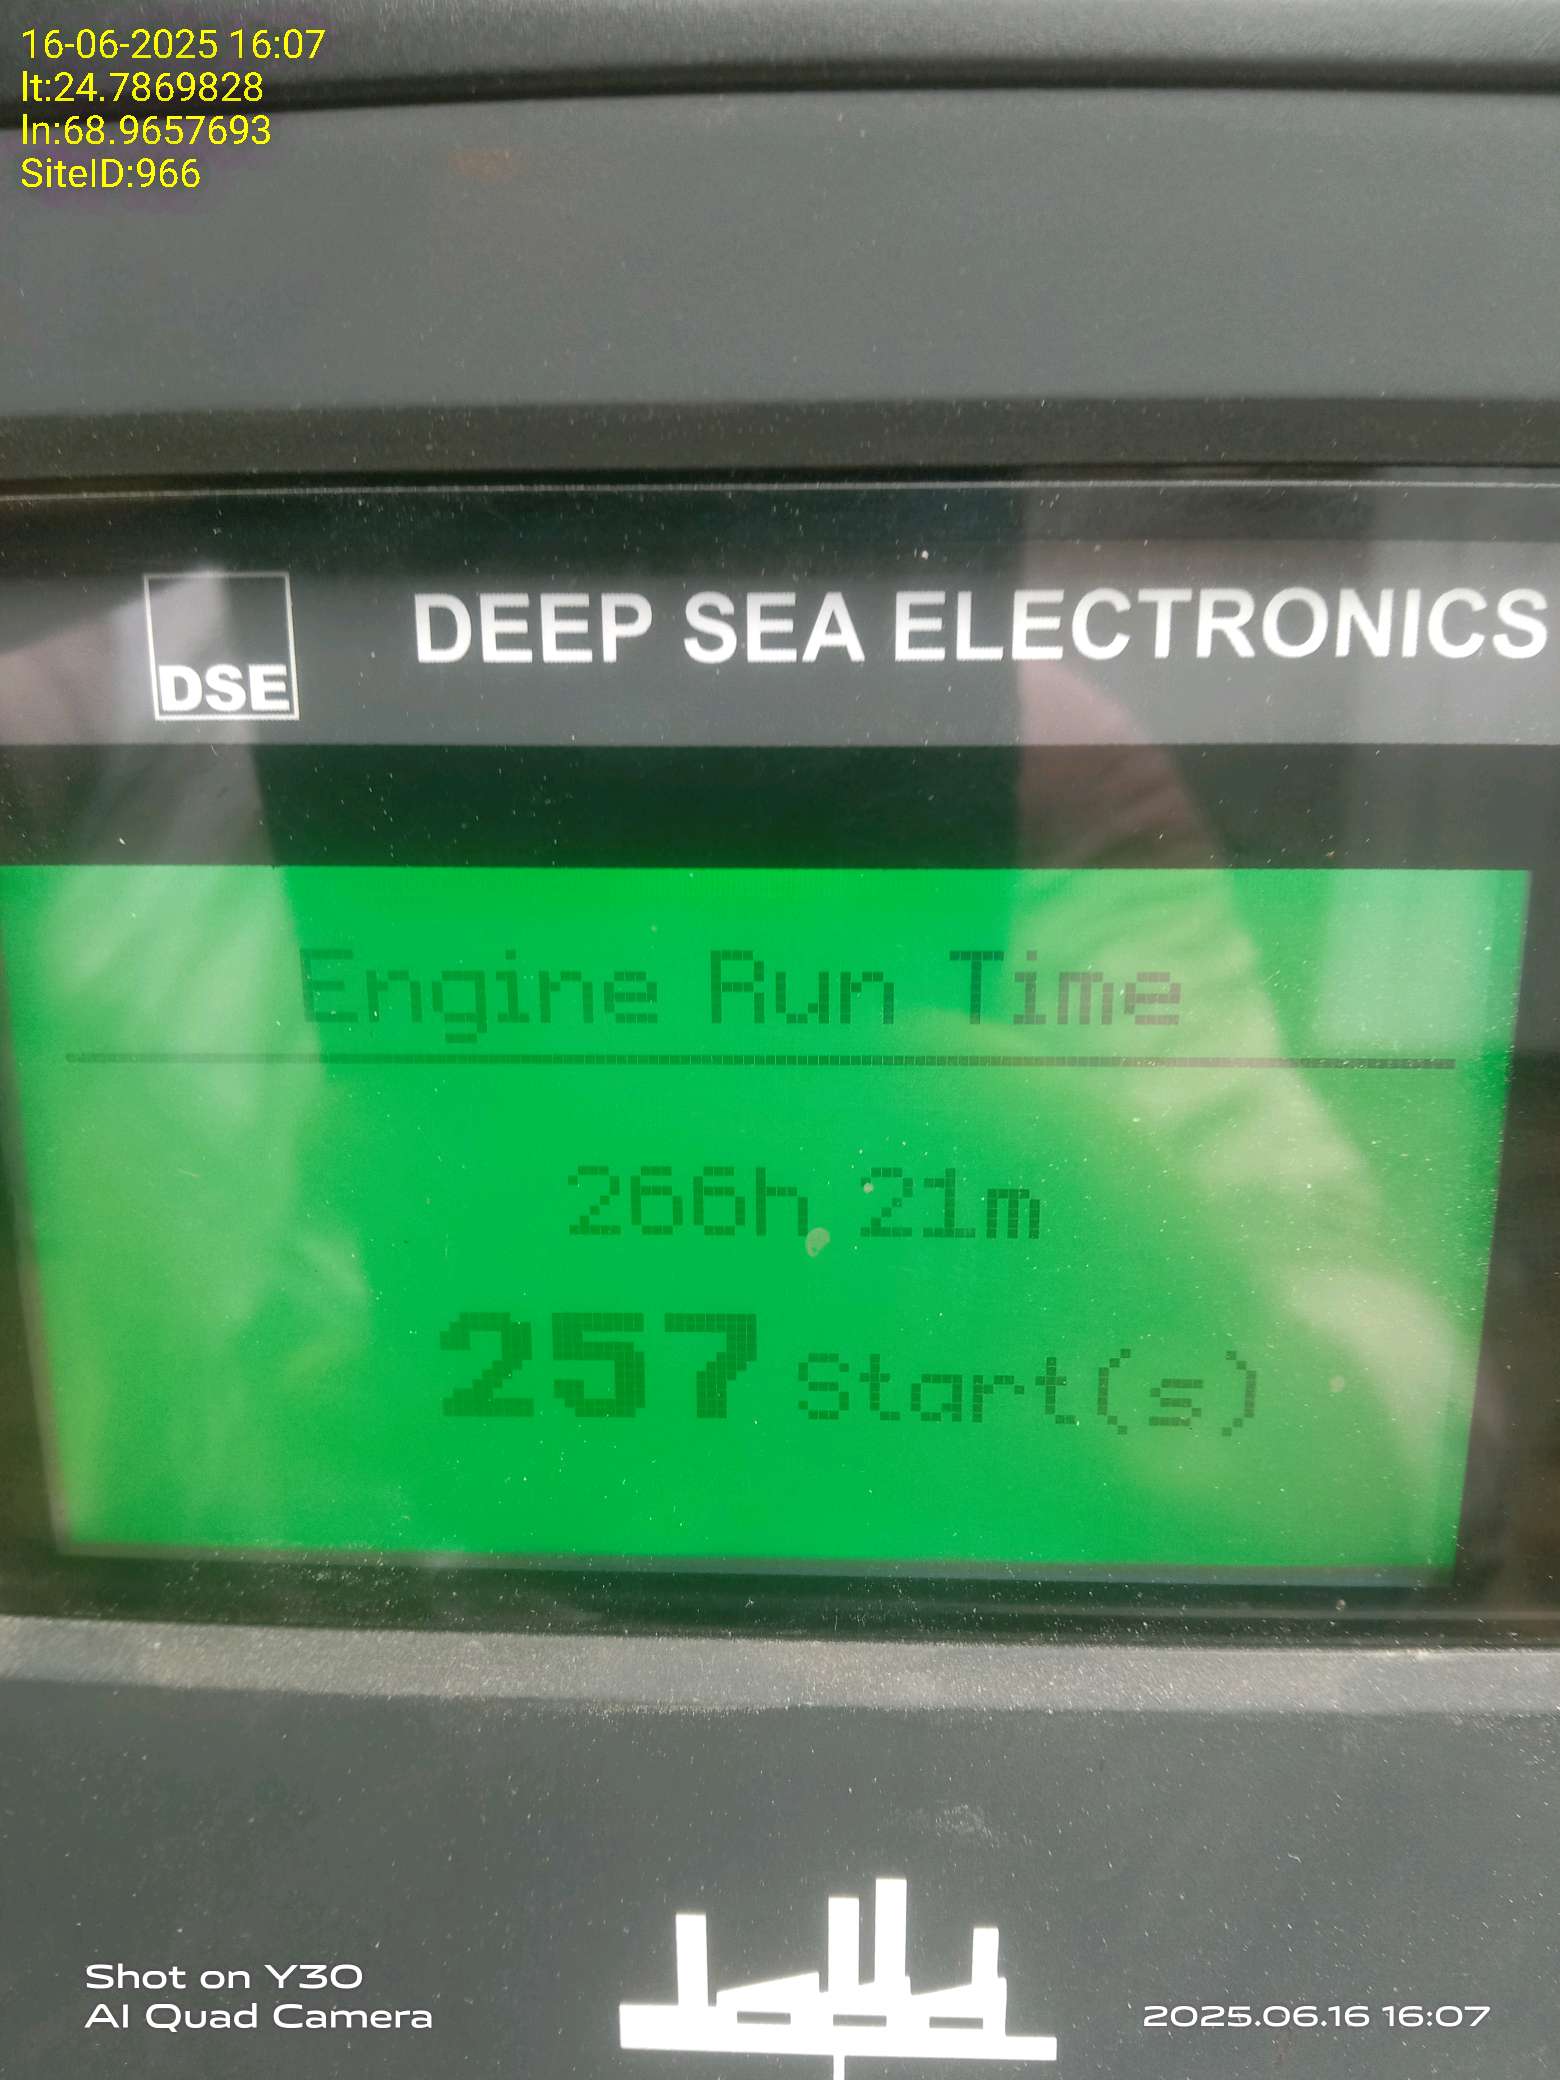 16-06-2025 16:07
lt:24.7869828
ln:68.9657693
SiteID:966
DSE
DEEP SEA ELECTRONICS
Engine Run Time
266h 21m
257 Start(s)
Shot on Y30
AI Quad Camera
2025.06.16 16:07